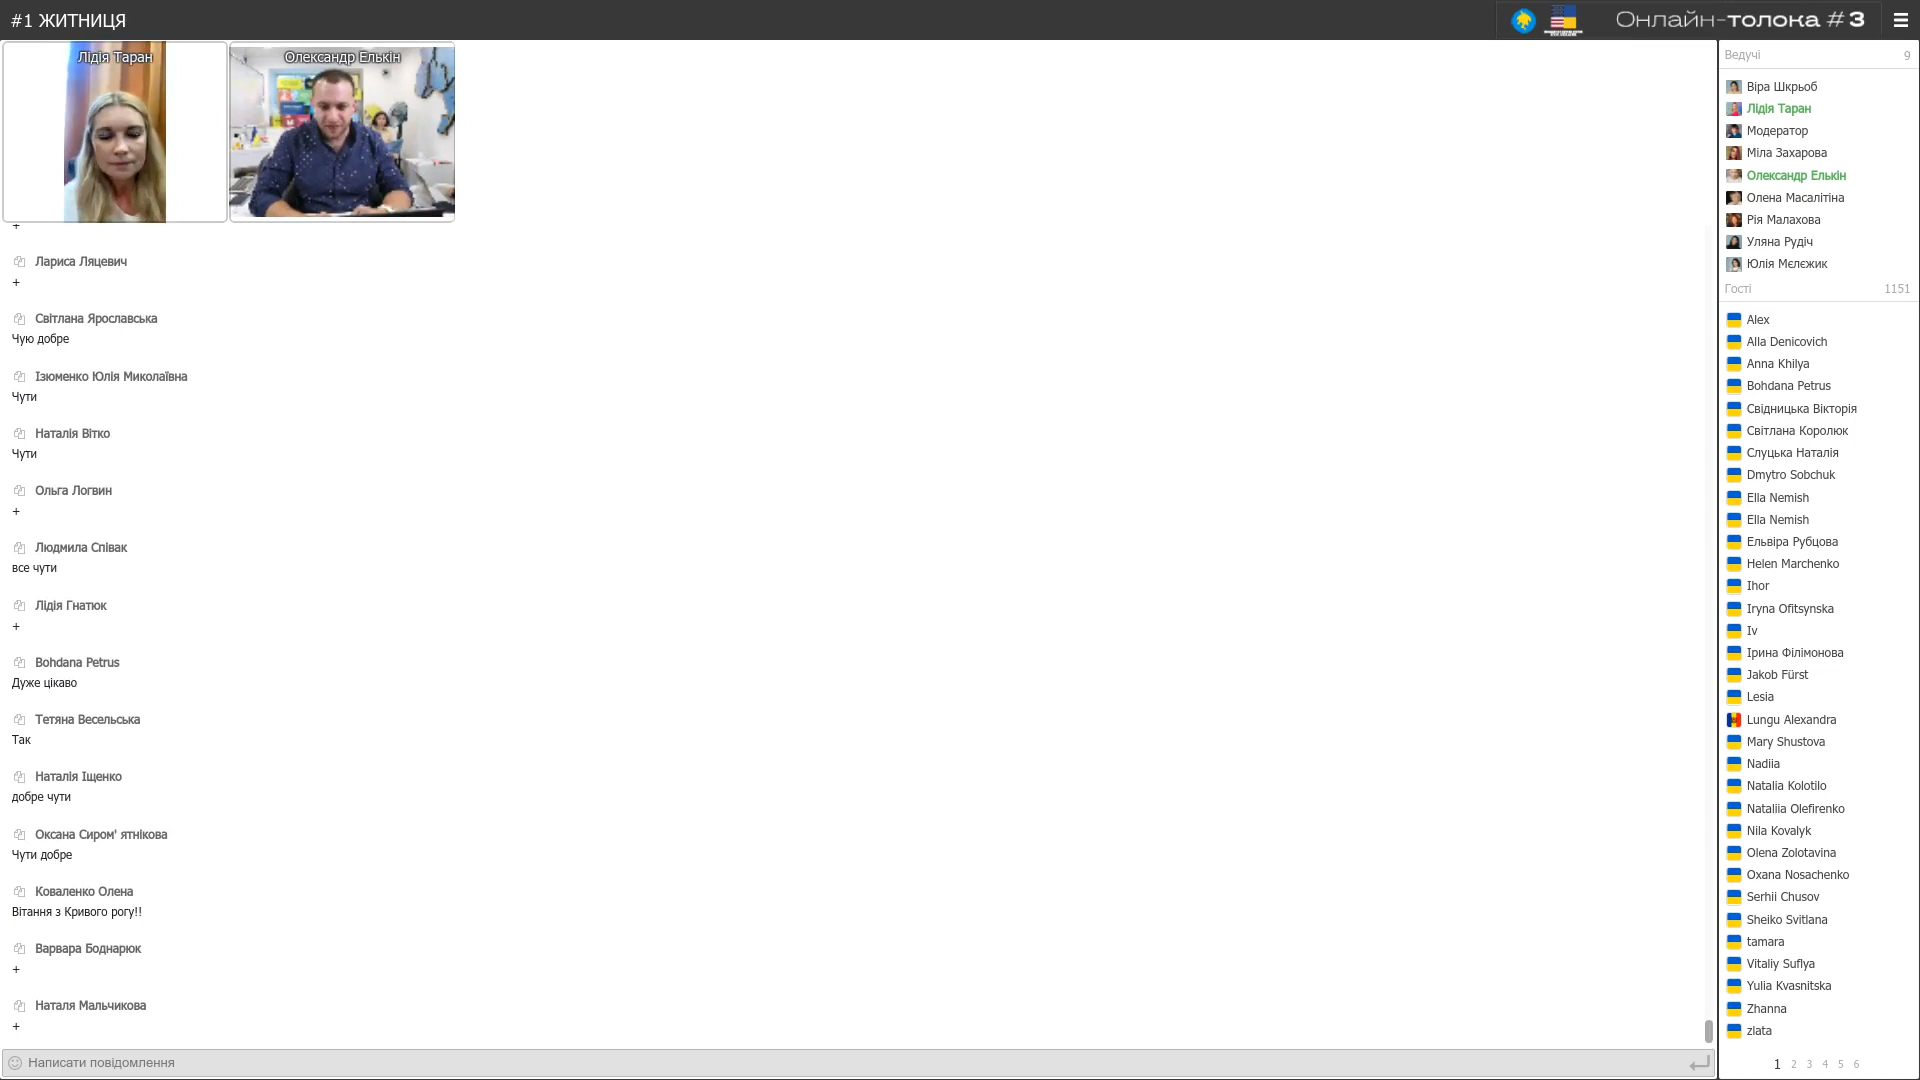 #1 ЖИТНИЦЯ
Онлайн-толока #3
Лідія Таран
Олександр Елькін
+
Лариса Ляцевич
+
Світлана Ярославська
Чую добре
Ізюменко Юлія Миколаївна
Чути
Наталія Вітко
Чути
Ольга Логвин
+
Людмила Співак
все чути
Лідія Гнатюк
+
Bohdana Petrus
Дуже цікаво
Тетяна Весельська
Так
Наталія Іщенко
добре чути
Оксана Сиром' ятнікова
Чути добре
Коваленко Олена
Вітання з Кривого рогу!!
Варвара Боднарюк
+
Наталя Мальчикова
+
Написати повідомлення
Ведучі 9
Віра Шкрьоб
Лідія Таран
Модератор
Міла Захарова
Олександр Елькін
Олена Масалітіна
Рія Малахова
Уляна Рудіч
Юлія Мєлєжик
Гості 1151
Alex
Alla Denicovich
Anna Khilya
Bohdana Petrus
Свідницька Вікторія
Світлана Королюк
Слуцька Наталія
Dmytro Sobchuk
Ella Nemish
Ella Nemish
Ельвіра Рубцова
Helen Marchenko
Ihor
Iryna Ofitsynska
Iv
Ірина Філімонова
Jakob Fürst
Lesia
Lungu Alexandra
Mary Shustova
Nadiia
Natalia Kolotilo
Nataliia Olefirenko
Nila Kovalyk
Olena Zolotavina
Oxana Nosachenko
Serhii Chusov
Sheiko Svitlana
tamara
Vitaliy Suflya
Yulia Kvasnitska
Zhanna
zlata
1 2 3 4 5 6